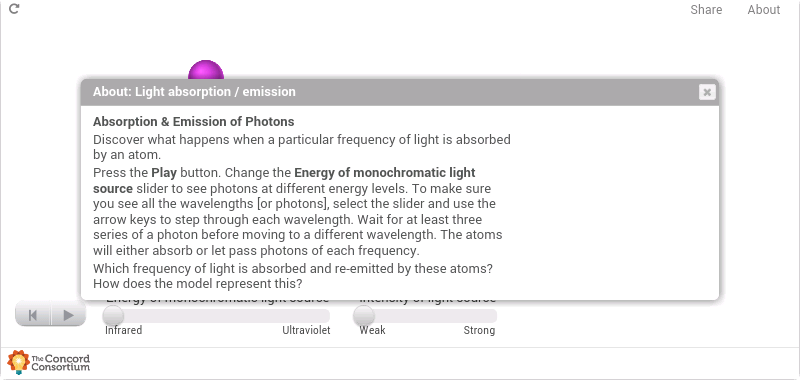 Share About
About: Light absorption / emission
Absorption & Emission of Photons
Discover what happens when a particular frequency of light is absorbed
by an atom.
Press the Play button. Change the Energy of monochromatic light
source slider to see photons at different energy levels. To make sure
you see all the wavelengths [or photons], select the slider and use the
arrow keys to step through each wavelength. Wait for at least three
series of a photon before moving to a different wavelength. The atoms
will either absorb or let pass photons of each frequency.
Which frequency of light is absorbed and re-emitted by these atoms?
How does the model represent this?
Energy of monochromatic light source Intensity of light source
Infrared Ultraviolet Weak Strong
The Concord
Consortium